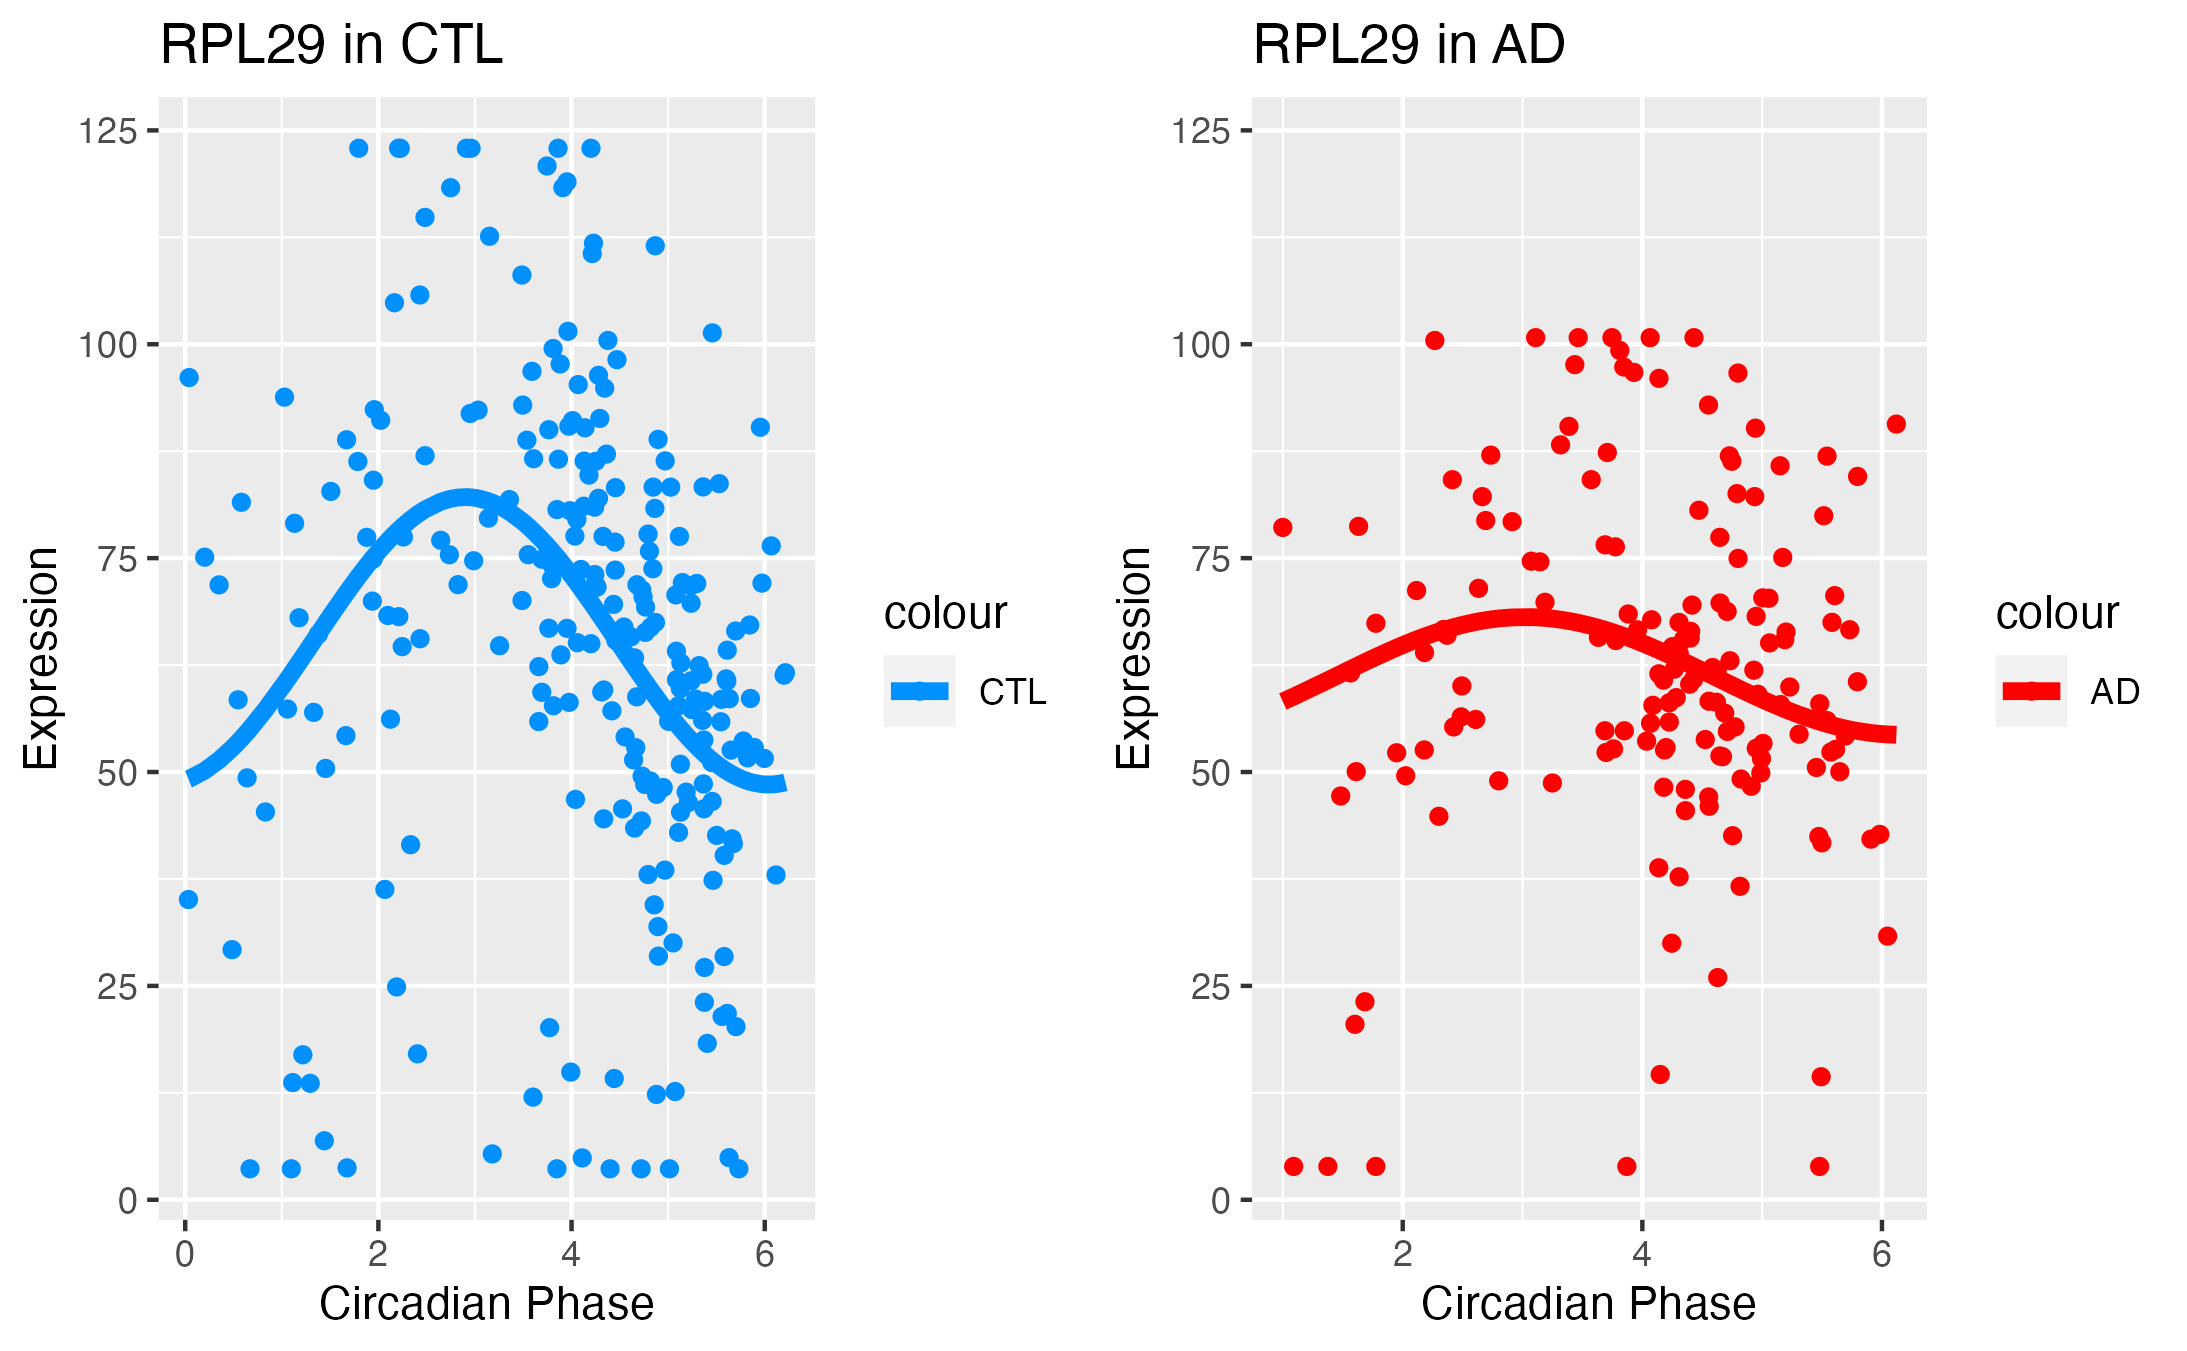 RPL29 in CTL
125
100
75
50
25
0
Expression
0 2 4 6
Circadian Phase
colour
CTL
RPL29 in AD
125
100
75
50
25
0
Expression
2 4 6
Circadian Phase
colour
AD